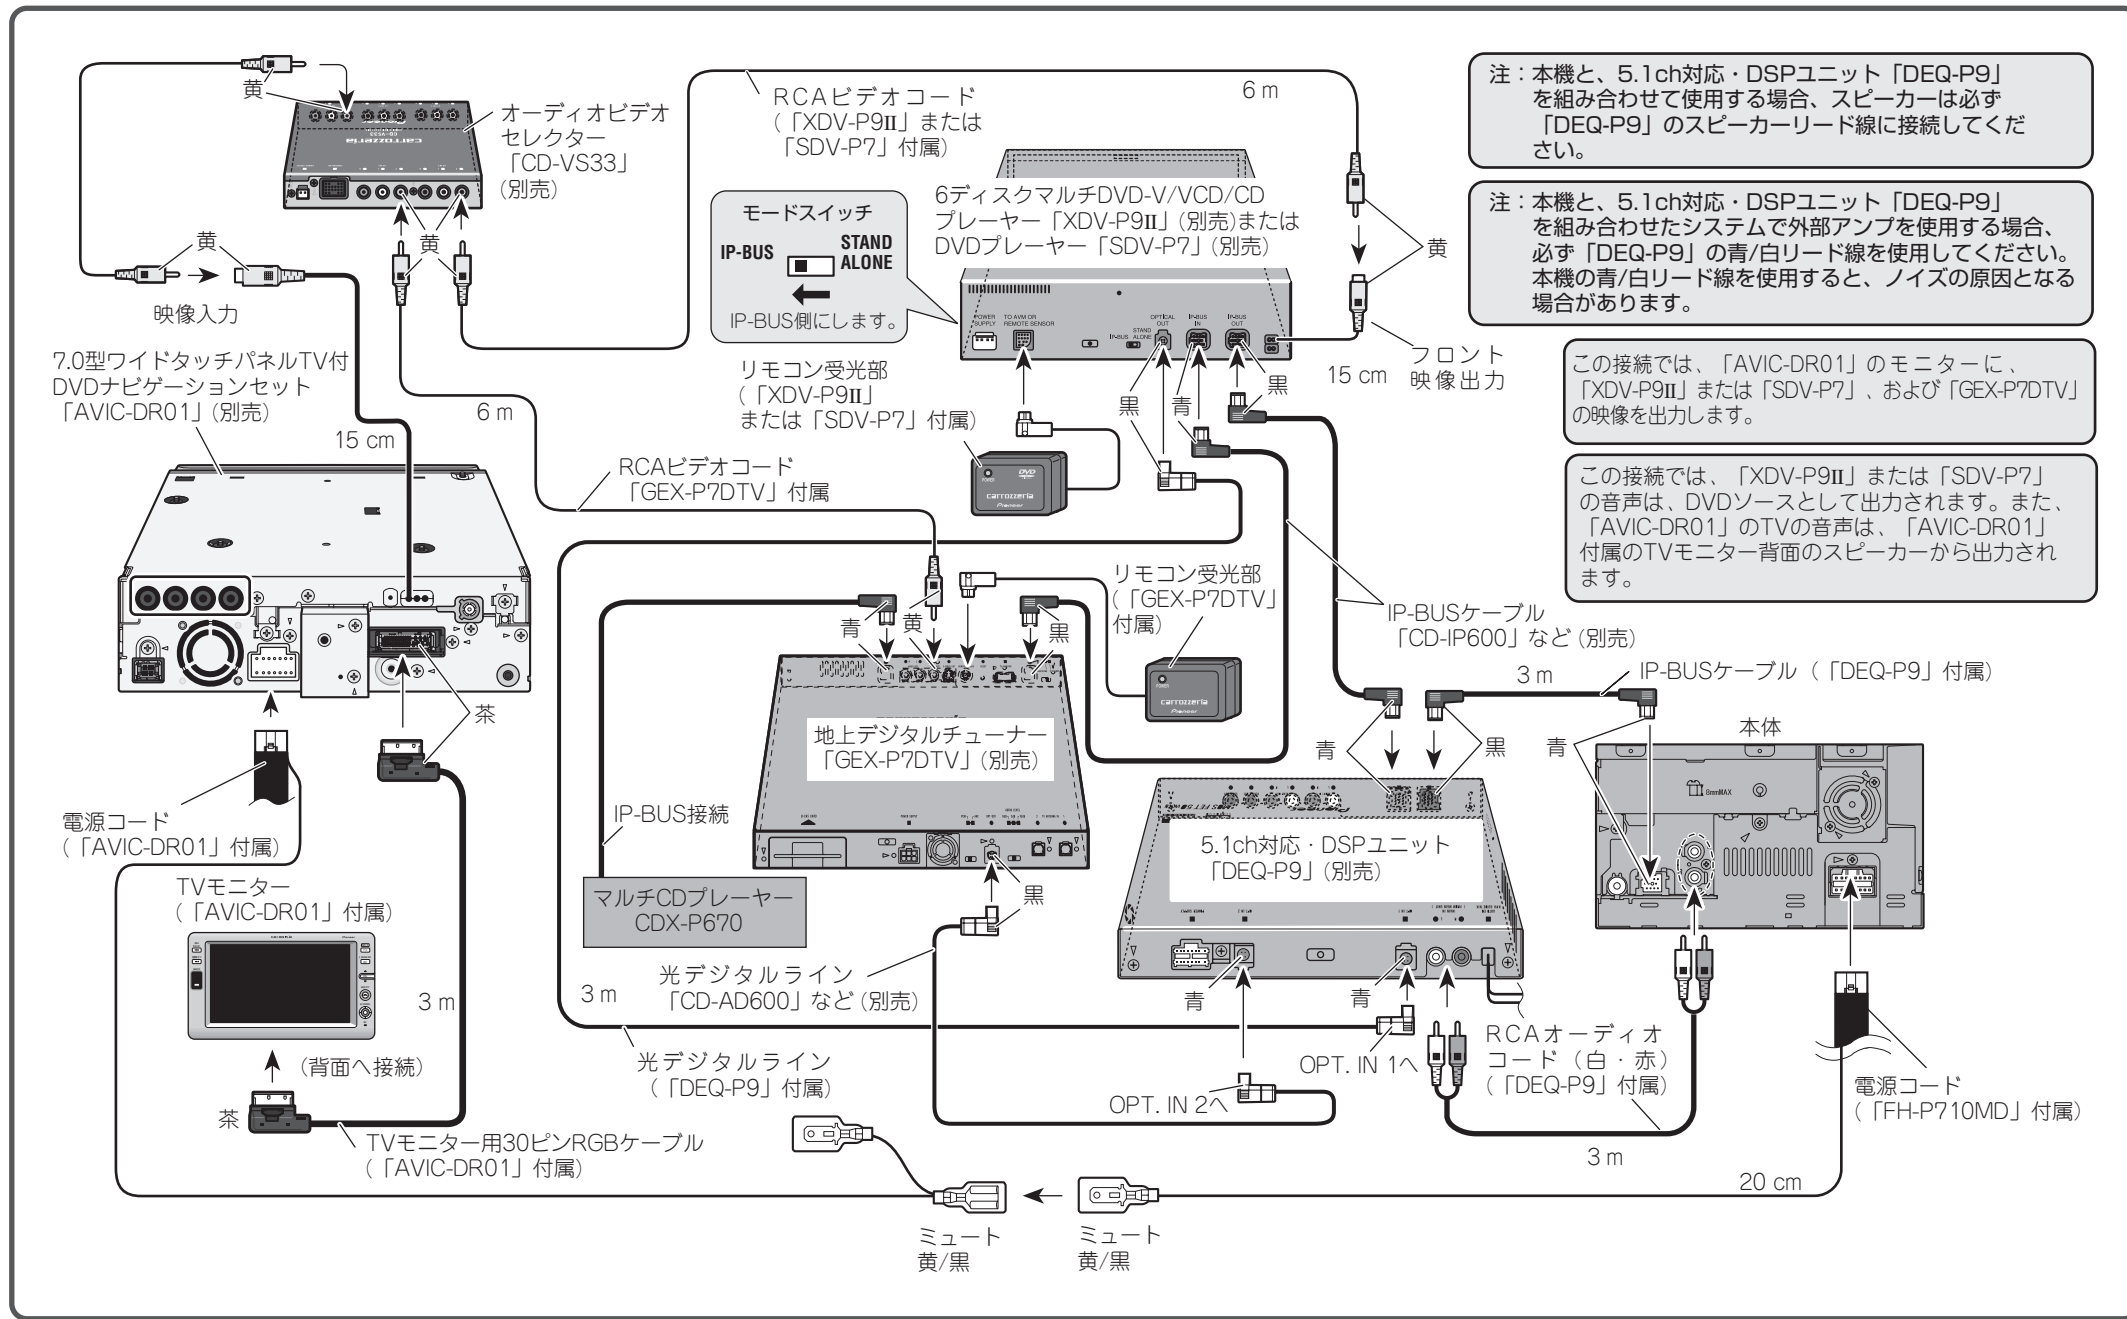 黄
オーディオビデオ
セレクター
「CD-VS33」
(別売)
carrozzeria
CD-VS33
RCAビデオコード
(「XDV-P9II」または
「SDV-P7」付属)
6 m
注：本機と、5.1ch対応・DSPユニット「DEQ-P9」
を組み合わせて使用する場合、スピーカーは必ず
「DEQ-P9」のスピーカーリード線に接続してくだ
さい。
注：本機と、5.1ch対応・DSPユニット「DEQ-P9」
を組み合わせたシステムで外部アンプを使用する場合、
必ず「DEQ-P9」の青/白リード線を使用してください。
本機の青/白リード線を使用すると、ノイズの原因となる
場合があります。
モードスイッチ
IP-BUS
STAND
ALONE
IP-BUS側にします。
6ディスクマルチDVD-V/VCD/CD
プレーヤー「XDV-P9II」(別売)または
DVDプレーヤー「SDV-P7」(別売)
POWER
SUPPLY
TO AVM OR
REMOTE SENSOR
IP-BUS
STAND
ALONE
OPTICAL
OUT
IP-BUS
IN
IP-BUS
OUT
黄
黄
黄
映像入力
15 cm
フロント
映像出力
7.0型ワイドタッチパネルTV付
DVDナビゲーションセット
「AVIC-DR01」(別売)
15 cm
6 m
リモコン受光部
(「XDV-P9II」
または「SDV-P7」付属)
黒
青
黒
POWER
DVD
carrozzeria
Pioneer
この接続では、「AVIC-DR01」のモニターに、
「XDV-P9II」または「SDV-P7」、および「GEX-P7DTV」
の映像を出力します。
この接続では、「XDV-P9II」または「SDV-P7」
の音声は、DVDソースとして出力されます。また、
「AVIC-DR01」のTVの音声は、「AVIC-DR01」
付属のTVモニター背面のスピーカーから出力され
ます。
RCAビデオコード
「GEX-P7DTV」付属
リモコン受光部
(「GEX-P7DTV」
付属)
POWER
carrozzeria
Pioneer
青
黄
黒
IP-BUSケーブル
「CD-IP600」など (別売)
3 m
IP-BUSケーブル (「DEQ-P9」付属)
茶
地上デジタルチューナー
「GEX-P7DTV」(別売)
青
黒
青
本体
8mmMAX
電源コード
(「AVIC-DR01」付属)
IP-BUS接続
マルチCDプレーヤー
CDX-P670
黒
5.1ch対応・DSPユニット
「DEQ-P9」(別売)
TVモニター
(「AVIC-DR01」付属)
3 m
(背面へ接続)
茶
TVモニター用30ピンRGBケーブル
(「AVIC-DR01」付属)
3 m
光デジタルライン
「CD-AD600」など (別売)
光デジタルライン
(「DEQ-P9」付属)
青
青
OPT. IN 1へ
OPT. IN 2へ
RCAオーディオ
コード (白・赤)
(「DEQ-P9」付属)
3 m
電源コード
(「FH-P710MD」付属)
20 cm
ミュート
黄/黒
ミュート
黄/黒